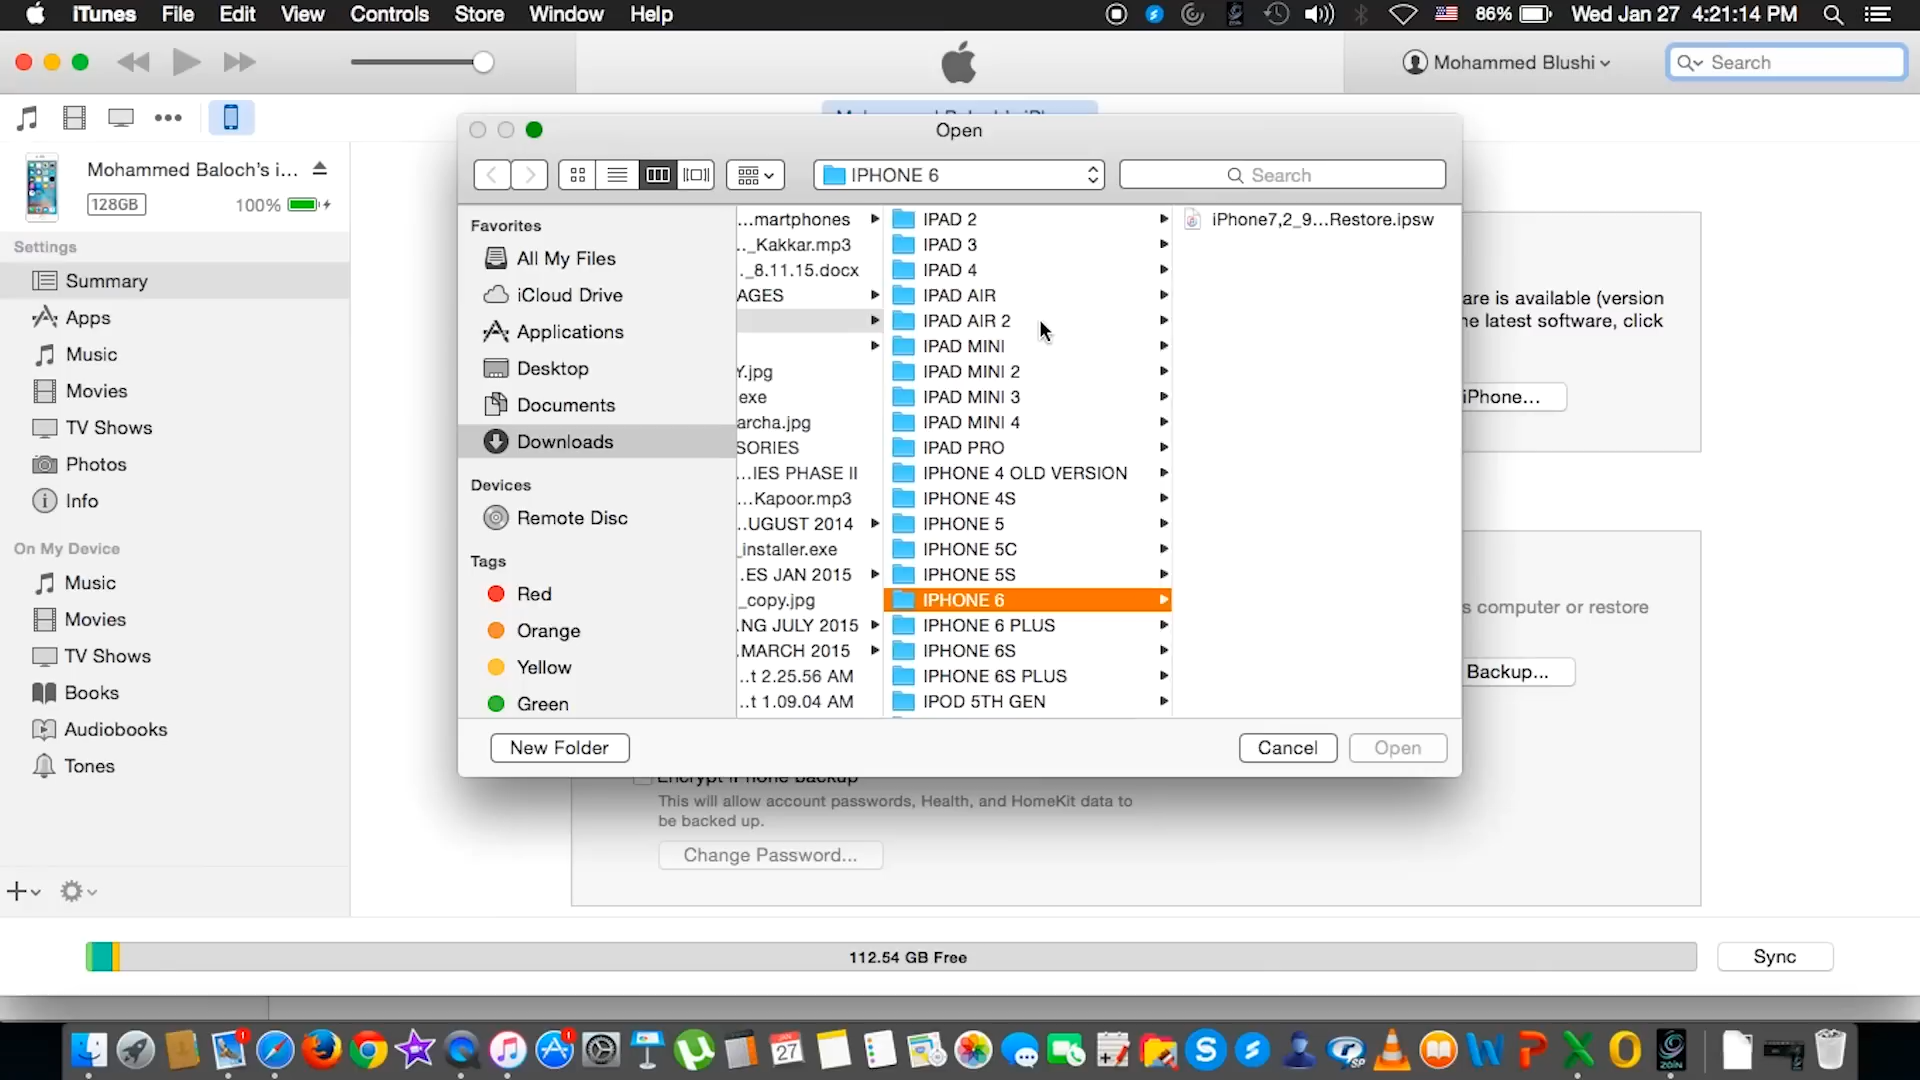 iTunes File Edit View Controls Store Window Help 86% Wed Jan 27 4:21:14 PM
Mohammed Blushi Search
Open
IPHONE 6 Search
Mohammed Baloch's i...
128GB 100%
Settings
Summary
Apps
Music
Movies
TV Shows
Photos
Info
On My Device
Music
Movies
TV Shows
Books
Audiobooks
Tones
Favorites
All My Files
iCloud Drive
Applications
Desktop
Documents
Downloads
Devices
Remote Disc
Tags
Red
Orange
Yellow
Green
...martphones
.._Kakkar.mp3
._8.11.15.docx
AGES
Y.jpg
exe
archa.jpg
SORIES
...IES PHASE II
...Kapoor.mp3
..UGUST 2014
_installer.exe
.ES JAN 2015
_copy.jpg
.NG JULY 2015
.MARCH 2015
..t 2.25.56 AM
..t 1.09.04 AM
IPAD 2
IPAD 3
IPAD 4
IPAD AIR
IPAD AIR 2
IPAD MINI
IPAD MINI 2
IPAD MINI 3
IPAD MINI 4
IPAD PRO
IPHONE 4 OLD VERSION
IPHONE 4S
IPHONE 5
IPHONE 5C
IPHONE 5S
IPHONE 6
IPHONE 6 PLUS
IPHONE 6S
IPHONE 6S PLUS
IPOD 5TH GEN
iPhone7,2_9...Restore.ipsw
New Folder Cancel Open
are is available (version
he latest software, click
iPhone...
s computer or restore
Backup...
Encrypt iPhone backup
This will allow account passwords, Health, and HomeKit data to
be backed up.
Change Password...
112.54 GB Free
Sync
1
1
27
SP
ZAIN